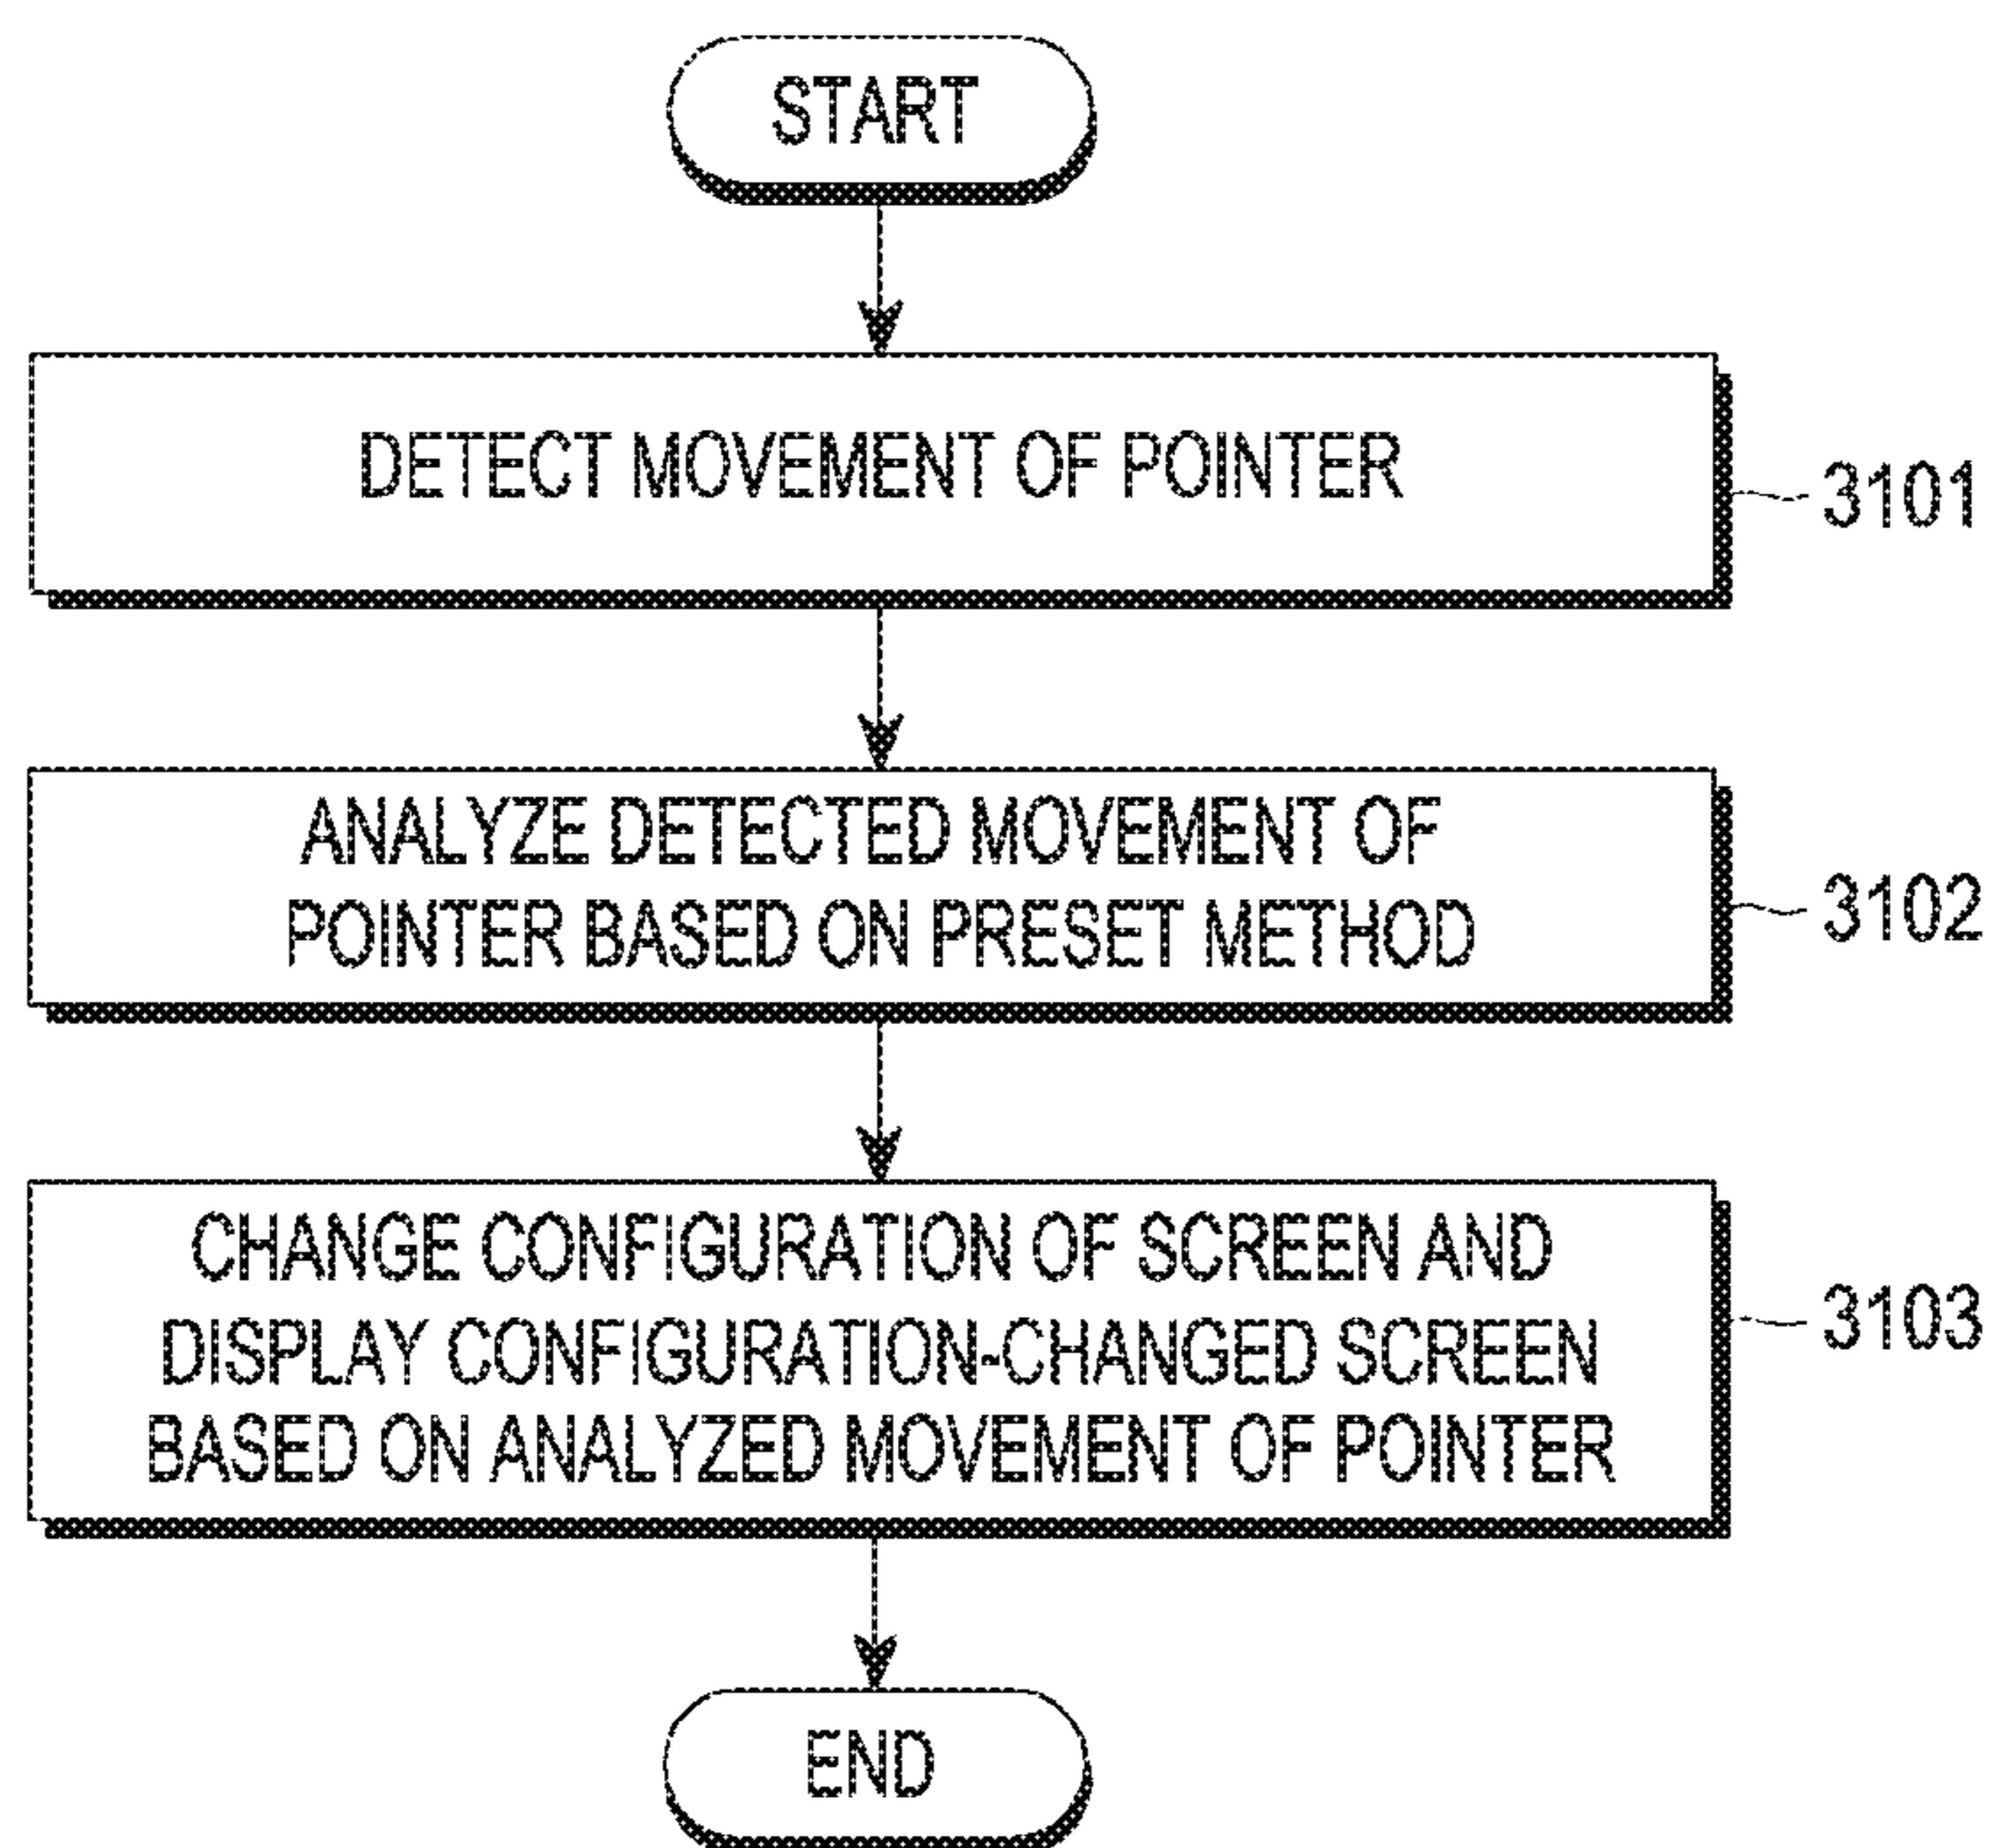 START
DETECT MOVEMENT OF POINTER
3101
ANALYZE DETECTED MOVEMENT OF
POINTER BASED ON PRESET METHOD
3102
CHANGE CONFIGURATION OF SCREEN AND
DISPLAY CONFIGURATION-CHANGED SCREEN
BASED ON ANALYZED MOVEMENT OF POINTER
3103
END